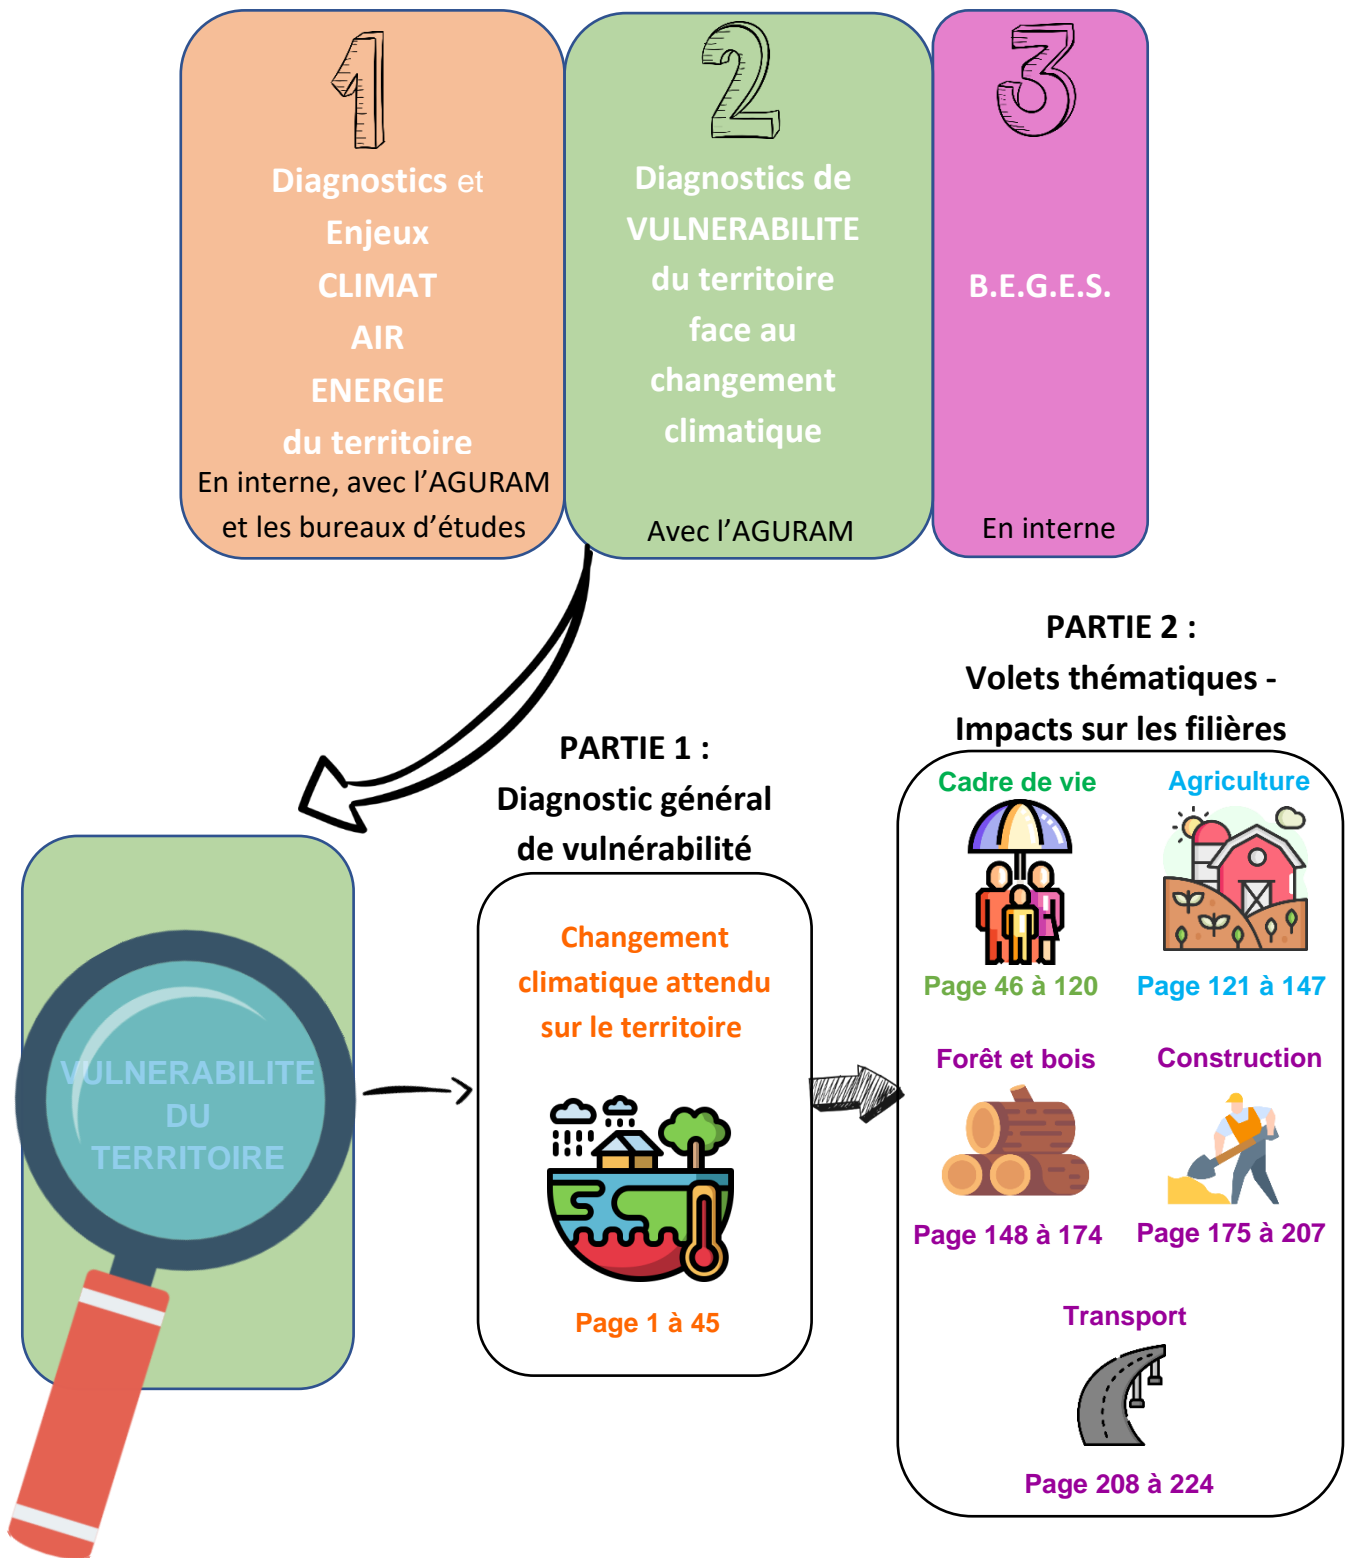 1
Diagnostics et
Enjeux
CLIMAT
AIR
ENERGIE
du territoire
En interne, avec l’AGURAM
et les bureaux d’études
2
Diagnostics de
VULNERABILITE
du territoire
face au
changement
climatique
Avec l’AGURAM
3
B.E.G.E.S.
En interne
VULNERABILITE
DU
TERRITOIRE
PARTIE 1 :
Diagnostic général
de vulnérabilité
Changement
climatique attendu
sur le territoire
Page 1 à 45
PARTIE 2 :
Volets thématiques -
Impacts sur les filières
Cadre de vie
Page 46 à 120
Agriculture
Page 121 à 147
Forêt et bois
Page 148 à 174
Construction
Page 175 à 207
Transport
Page 208 à 224